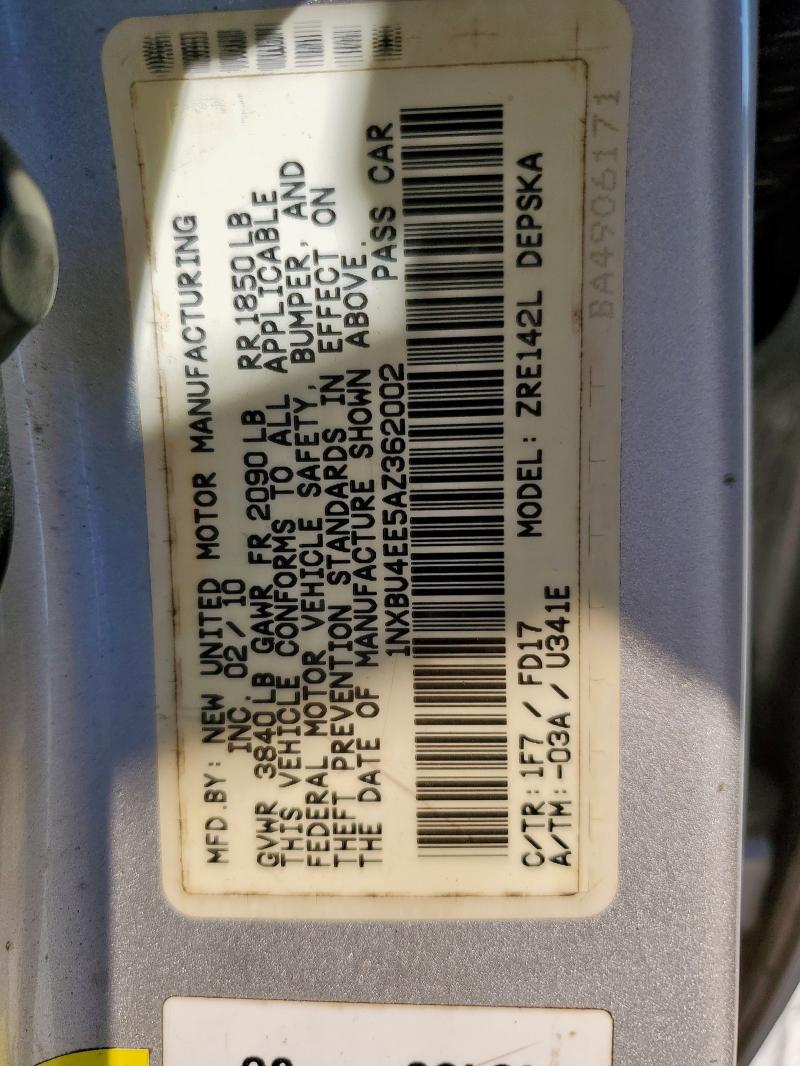 MFD.BY: NEW UNITED MOTOR MANUFACTURING
INC. 02/10
GVWR 3840LB GAWR FR 2090LB RR1850LB
THIS VEHICLE CONFORMS TO ALL APPLICABLE
FEDERAL MOTOR VEHICLE SAFETY, BUMPER, AND
THEFT PREVENTION STANDARDS IN EFFECT ON
THE DATE OF MANUFACTURE SHOWN ABOVE.
1NXBU4EE5AZ362002 PASS CAR
C/TR: 1F7 / FD17 MODEL: ZRE142L DEPSKA
A/TM: -03A / U341E
BA4906171